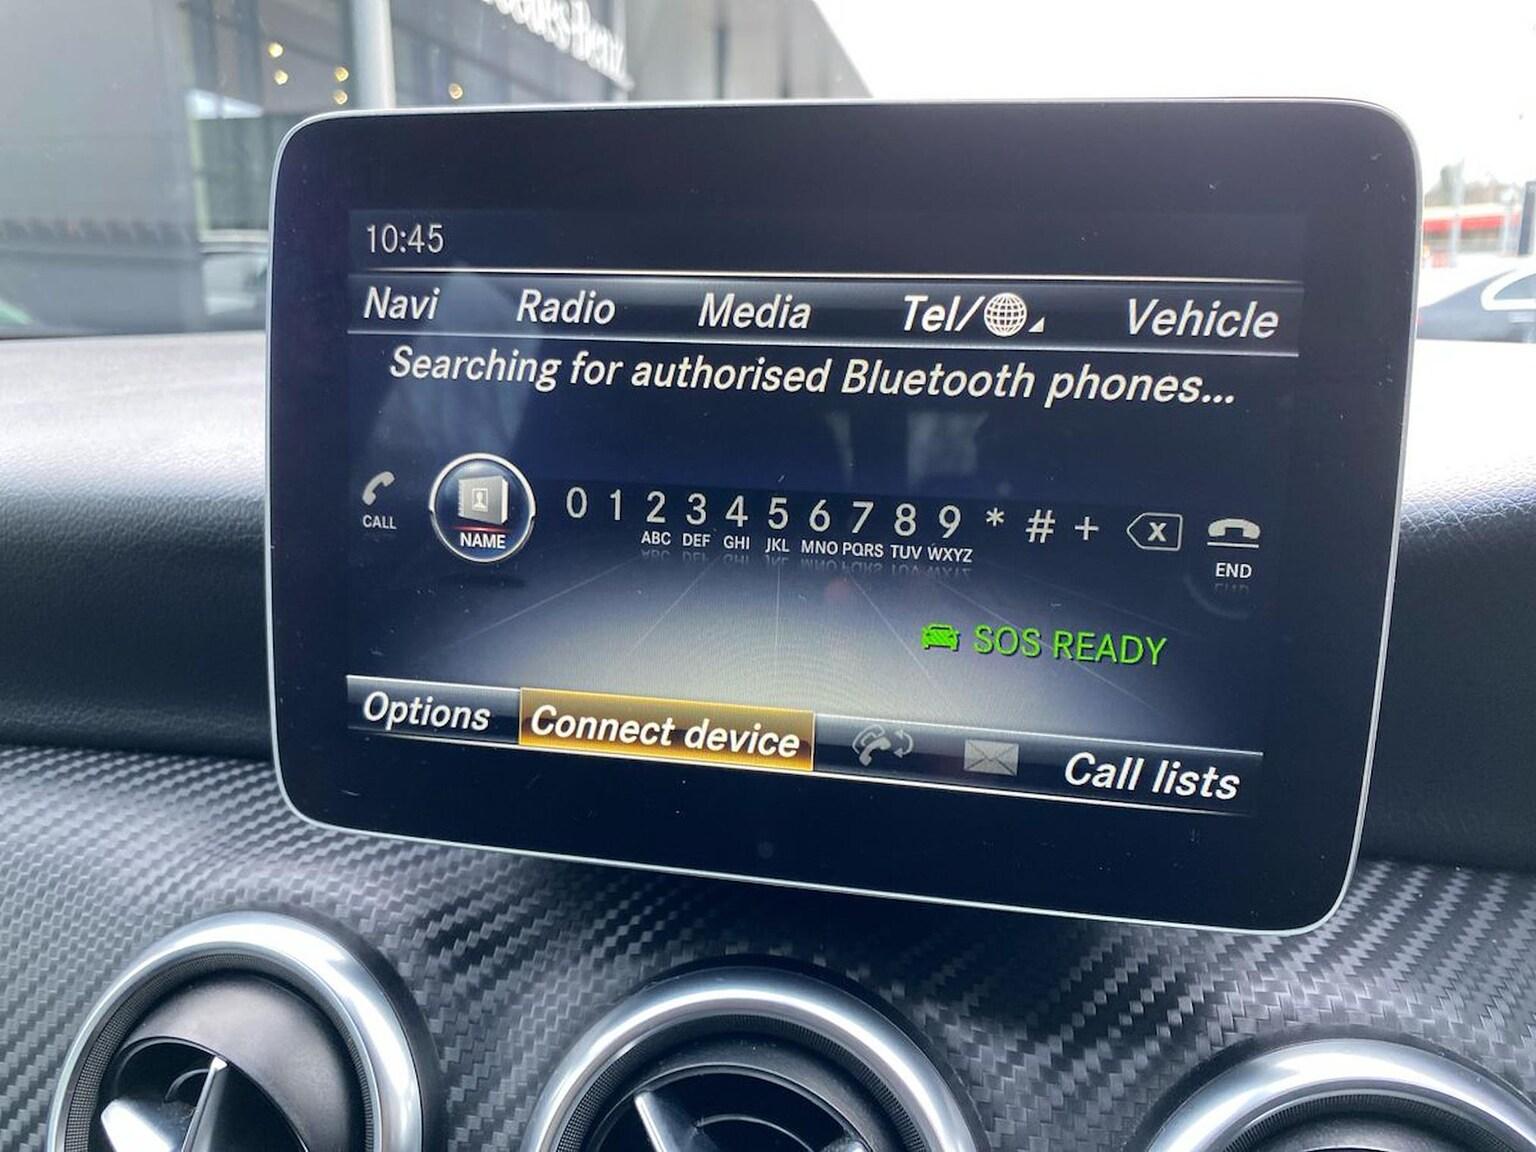 10:45
Navi Radio Media Tel/ Vehicle
Searching for authorised Bluetooth phones...
CALL NAME 0 1 2 3 4 5 6 7 8 9 * # + X END
ABC DEF GHI JKL MNO PQRS TUV WXYZ
SOS READY
Options Connect device Call lists